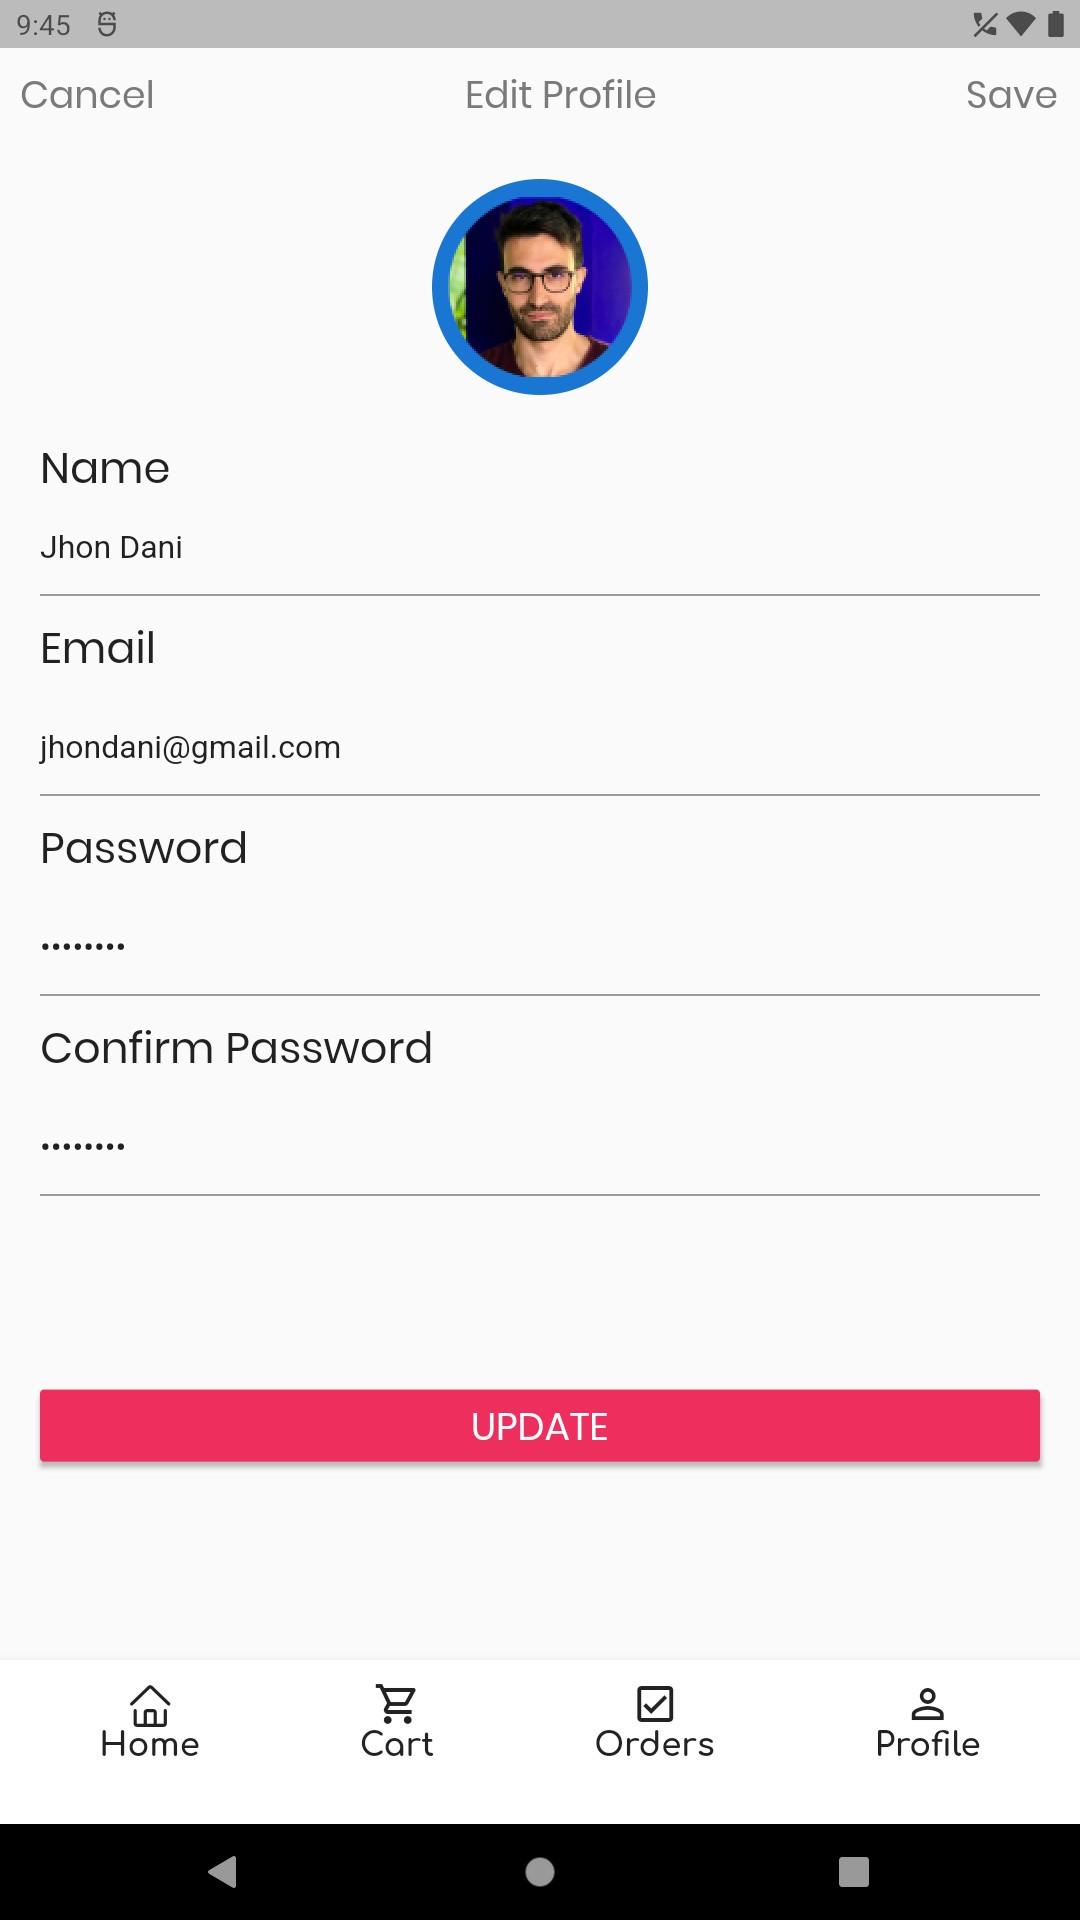 9:45
Cancel Edit Profile Save
Name
Jhon Dani
Email
jhondani@gmail.com
Password
••••••••
Confirm Password
••••••••
UPDATE
Home Cart Orders Profile